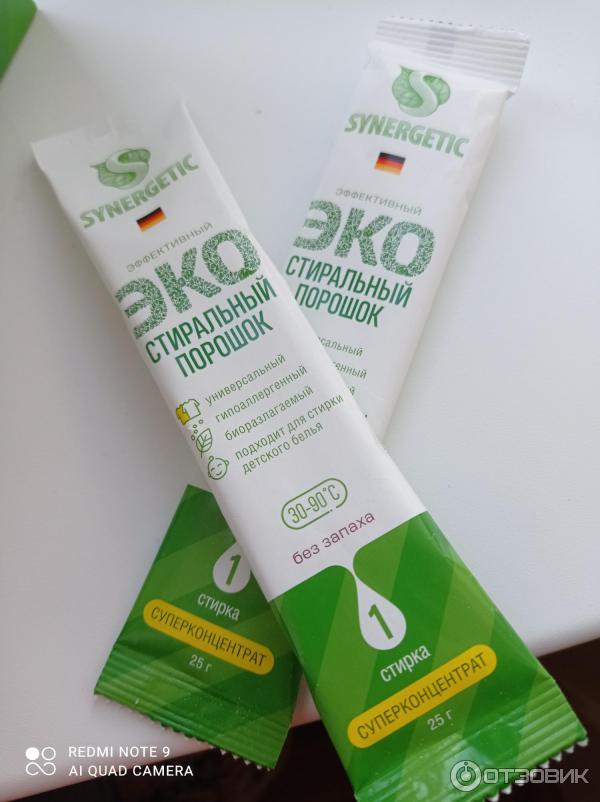 SYNERGETIC
ЭФФЕКТИВНЫЙ
ЭКО
СТИРАЛЬНЫЙ
ПОРОШОК
универсальный
гипоаллергенный
биоразлагаемый
подходит для стирки
детского белья
30-90°C
без запаха
1
стирка
СУПЕРКОНЦЕНТРАТ
25 г
SYNERGETIC
ЭФФЕКТИВНЫЙ
ЭКО
СТИРАЛЬНЫЙ
ПОРОШОК
1
стирка
СУПЕРКОНЦЕНТРАТ
25 г
REDMI NOTE 9
AI QUAD CAMERA
ОТЗОВИК